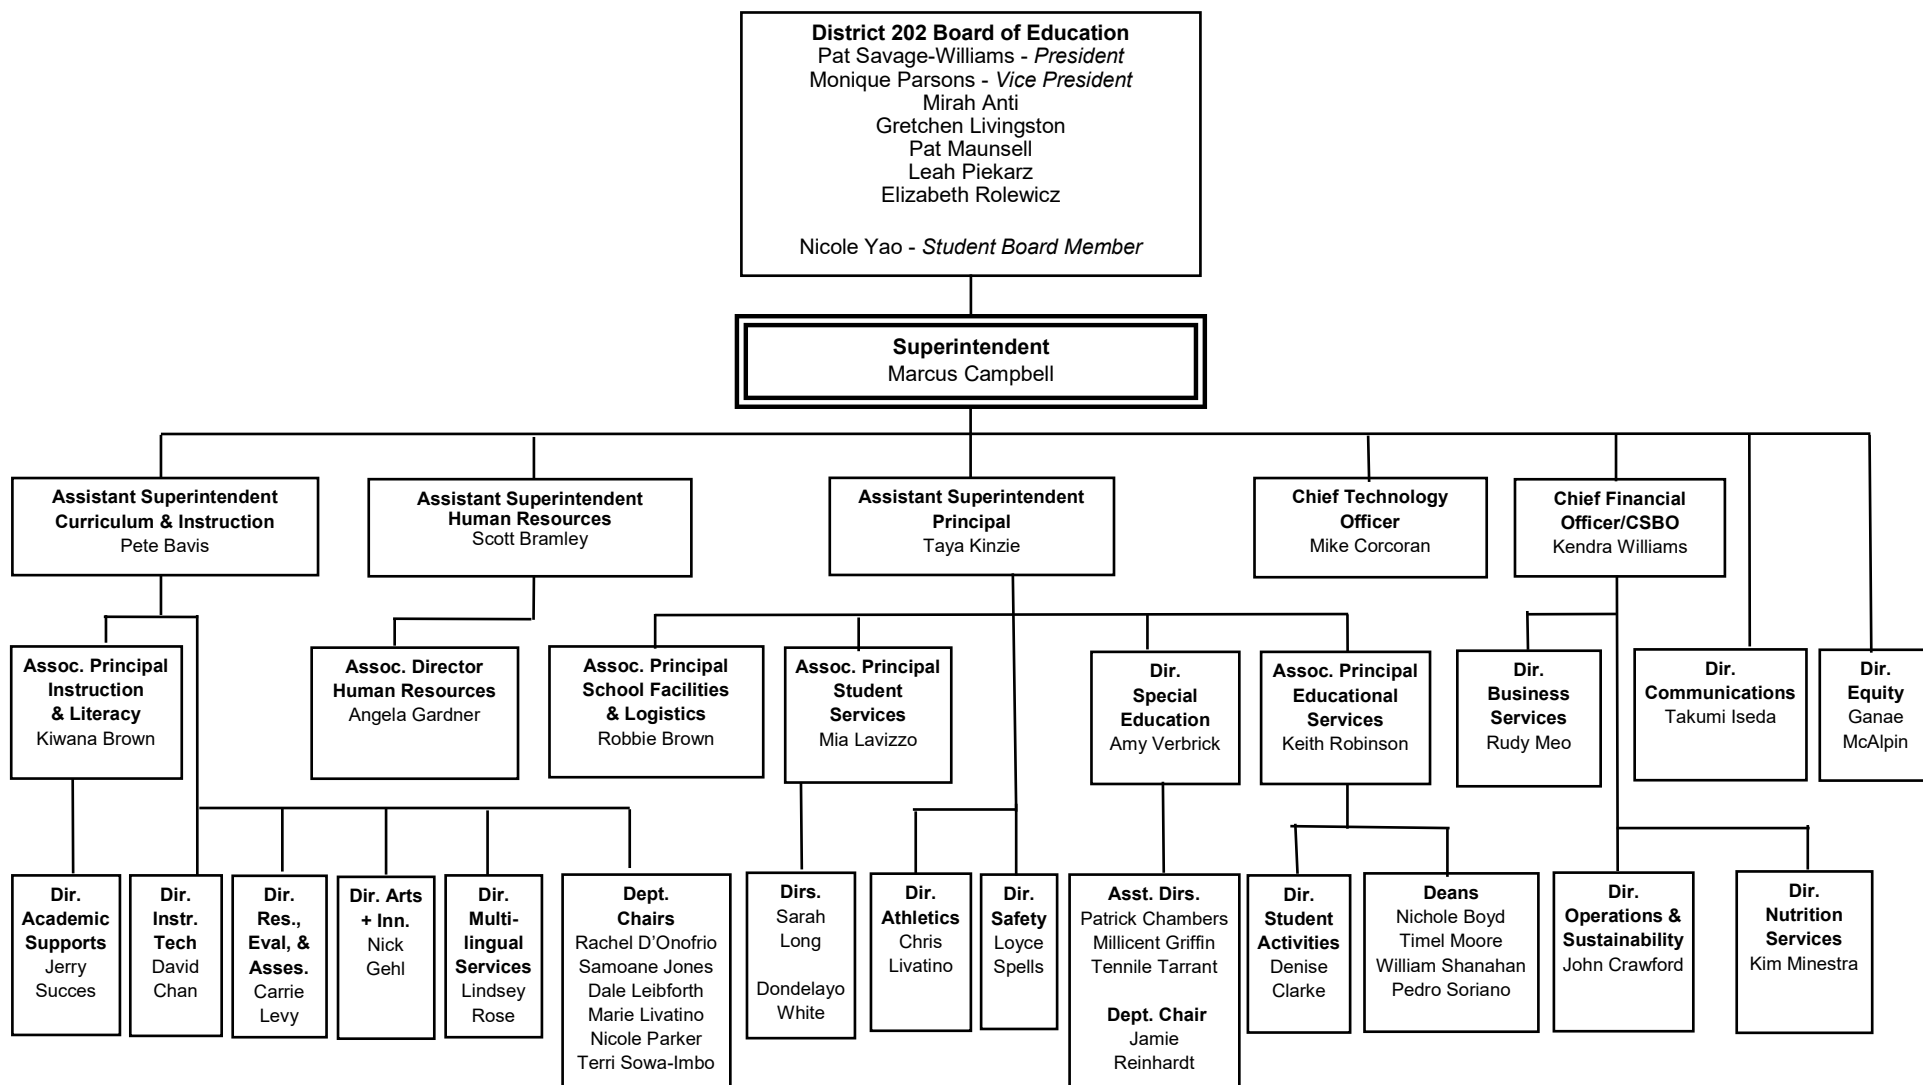 District 202 Board of Education
Pat Savage-Williams - President
Monique Parsons - Vice President
Mirah Anti
Gretchen Livingston
Pat Maunsell
Leah Piekarz
Elizabeth Rolewicz
Nicole Yao - Student Board Member
Superintendent
Marcus Campbell
Assistant Superintendent
Curriculum & Instruction
Pete Bavis
Assistant Superintendent
Human Resources
Scott Bramley
Assistant Superintendent
Principal
Taya Kinzie
Chief Technology
Officer
Mike Corcoran
Chief Financial
Officer/CSBO
Kendra Williams
Assoc. Principal
Instruction
& Literacy
Kiwana Brown
Assoc. Director
Human Resources
Angela Gardner
Assoc. Principal
School Facilities
& Logistics
Robbie Brown
Assoc. Principal
Student
Services
Mia Lavizzo
Dir.
Special
Education
Amy Verbrick
Assoc. Principal
Educational
Services
Keith Robinson
Dir.
Business
Services
Rudy Meo
Dir.
Communications
Takumi Iseda
Dir.
Equity
Ganae
McAlpin
Dir.
Academic
Supports
Jerry
Succes
Dir.
Instr.
Tech
David
Chan
Dir.
Res.,
Eval, &
Asses.
Carrie
Levy
Dir. Arts
+ Inn.
Nick
Gehl
Dir.
Multi-
lingual
Services
Lindsey
Rose
Dept.
Chairs
Rachel D’Onofrio
Samoane Jones
Dale Leibforth
Marie Livatino
Nicole Parker
Terri Sowa-Imbo
Dirs.
Sarah
Long
Dondelayo
White
Dir.
Athletics
Chris
Livatino
Dir.
Safety
Loyce
Spells
Asst. Dirs.
Patrick Chambers
Millicent Griffin
Tennile Tarrant
Dept. Chair
Jamie
Reinhardt
Dir.
Student
Activities
Denise
Clarke
Deans
Nichole Boyd
Timel Moore
William Shanahan
Pedro Soriano
Dir.
Operations &
Sustainability
John Crawford
Dir.
Nutrition
Services
Kim Minestra